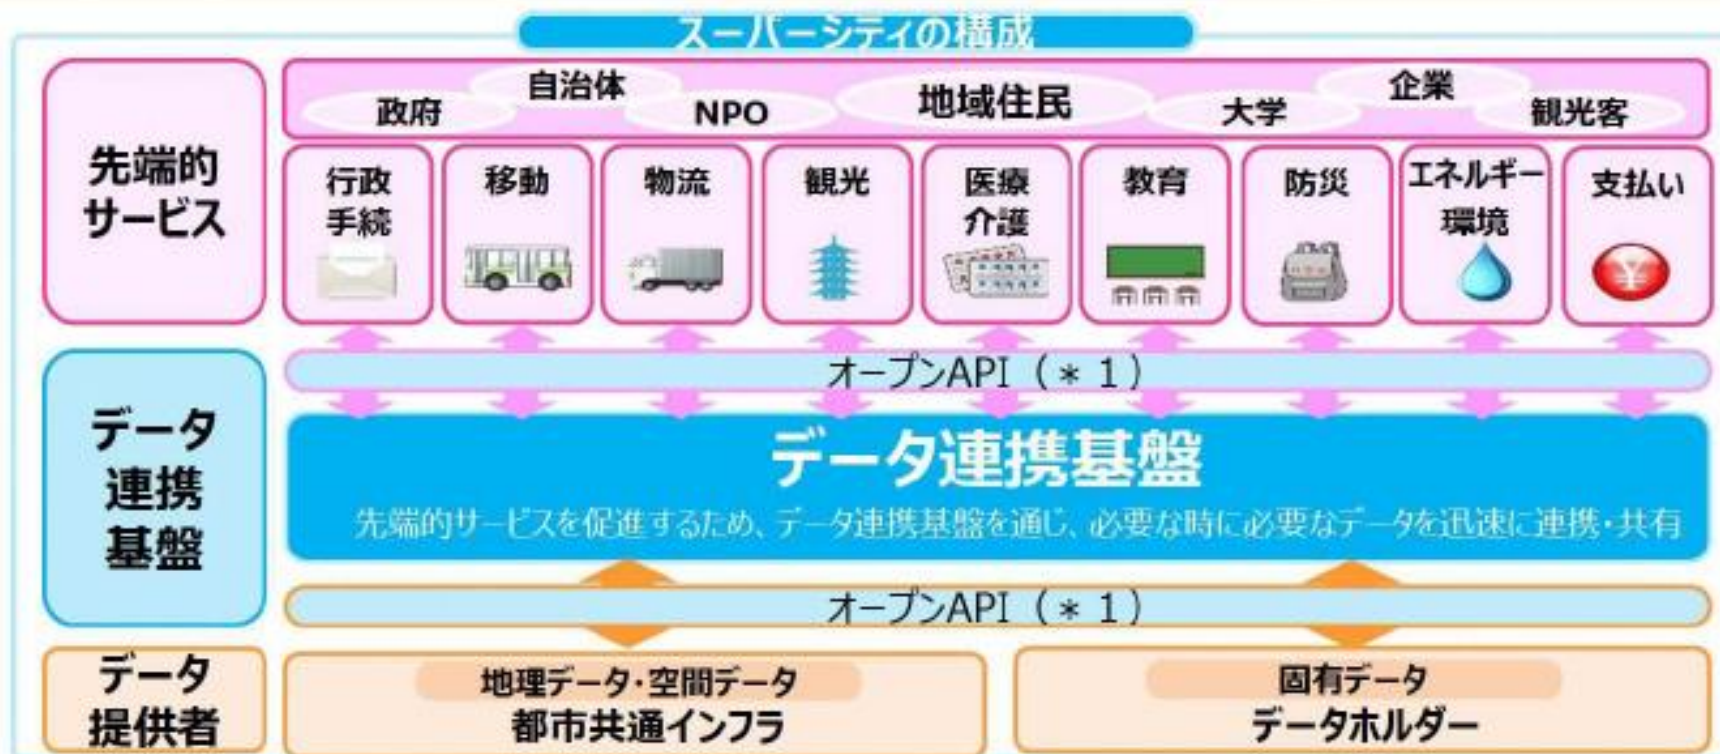 スーパーシティの構成
先端的
サービス
政府
自治体
NPO
地域住民
大学
企業
観光客
行政
手続
移動
物流
観光
医療
介護
教育
防災
エネルギー
環境
支払い
¥
データ
連携
基盤
オープンAPI（＊1）
データ連携基盤
先端的サービスを促進するため、データ連携基盤を通じ、必要な時に必要なデータを迅速に連携・共有
オープンAPI（＊1）
データ
提供者
地理データ・空間データ
都市共通インフラ
固有データ
データホルダー